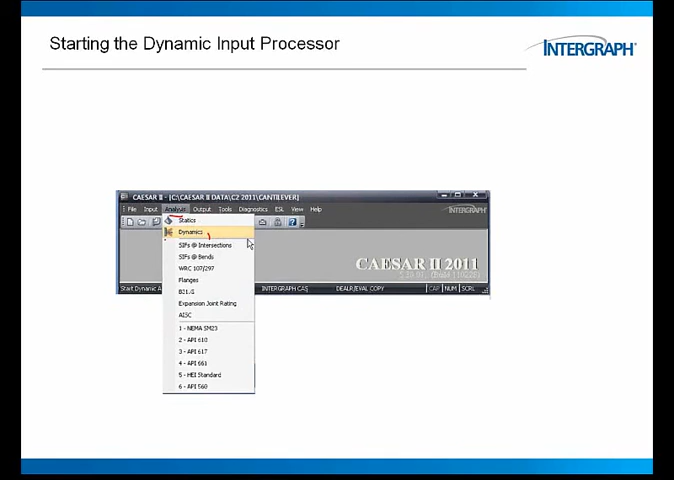 Starting the Dynamic Input Processor
INTERGRAPH
CAESAR II - [C:\CAESAR II DATA\C2 2011\CANTILEVER]
File Input Analysis Output Tools Diagnostics ESL View Help
INTERGRAPH
Statics
Dynamics
SIFs @ Intersections
SIFs @ Bends
WRC 107/297
Flanges
B31.G
Expansion Joint Rating
AISC
1 - NEMA SM23
2 - API 610
3 - API 617
4 - API 661
5 - HEI Standard
6 - API 560
CAESAR II 2011
Start Dynamic A INTERGRAPH CAS DEALR/EVAL COPY CAP NUM SCRL